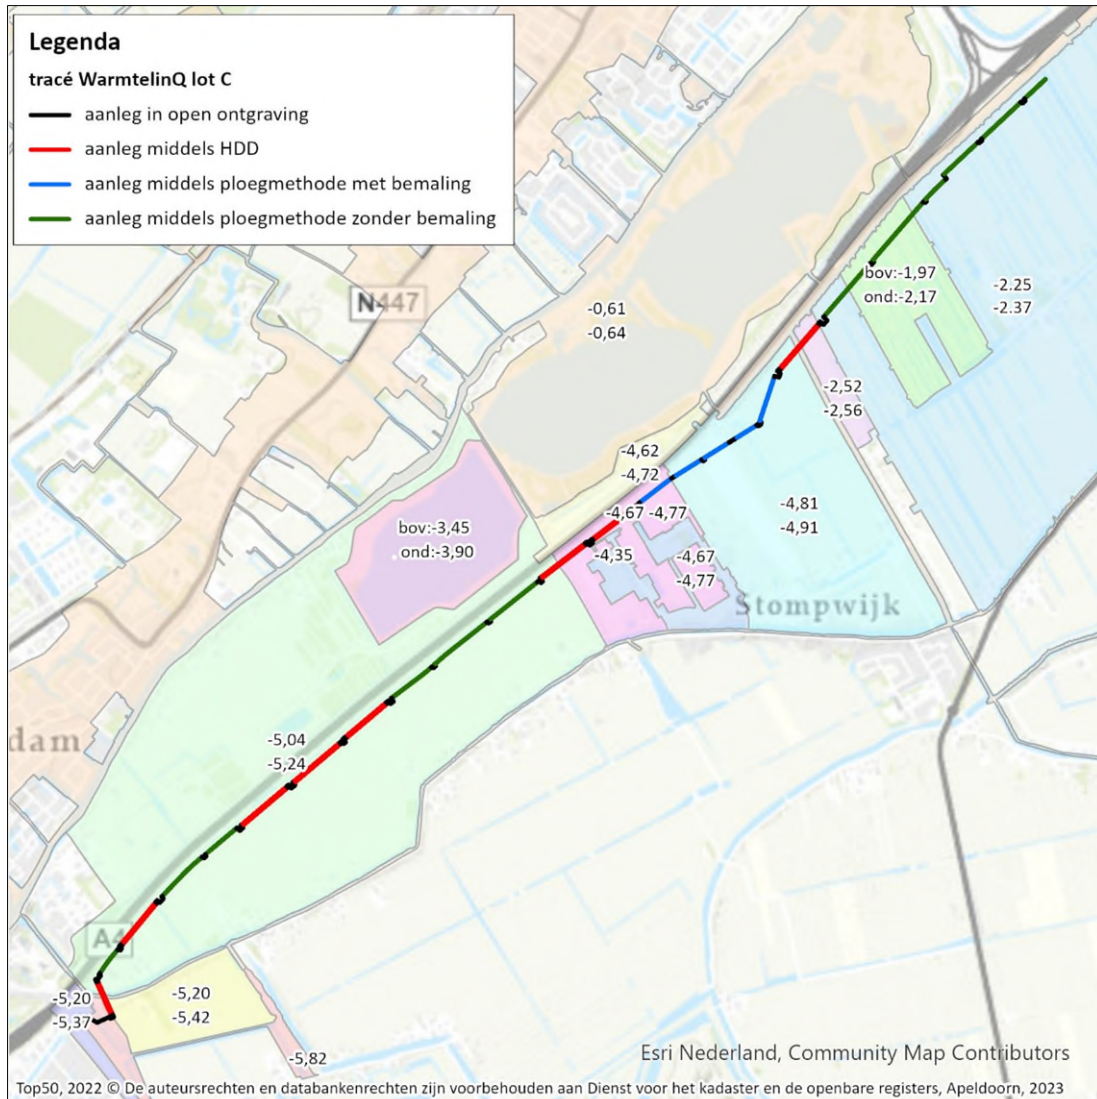 Legenda
tracé WarmtelinQ lot C
aanleg in open ontgraving
aanleg middels HDD
aanleg middels ploegmethode met bemaling
aanleg middels ploegmethode zonder bemaling
N447
bov:-1,97
ond:-2,17
-2.25
-2.37
-0,61
-0,64
-2,52
-2,56
-4,62
-4,72
-4,67
-4,77
-4,81
-4,91
bov:-3,45
ond:-3,90
-4,35
-4,67
-4,77
Stompwijk
dam
-5,04
-5,24
A4
-5,20
-5,37
-5,20
-5,42
-5,82
Esri Nederland, Community Map Contributors
Top50, 2022 © De auteursrechten en databankenrechten zijn voorbehouden aan Dienst voor het kadaster en de openbare registers, Apeldoorn, 2023